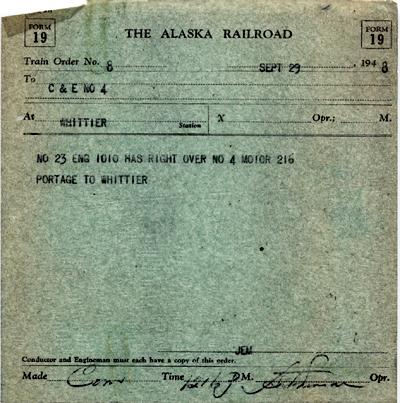 FORM 19
THE ALASKA RAILROAD
FORM 19
Train Order No. 8 SEPT 29, 1948
To C & E NO 4
At WHITTIER Station X Opr.; M.
NO 23 ENG 1010 HAS RIGHT OVER NO 4 MOTOR 216
PORTAGE TO WHITTIER
JEM
Conductor and Engineman must each have a copy of this order.
Made Com Time P.M. Opr.